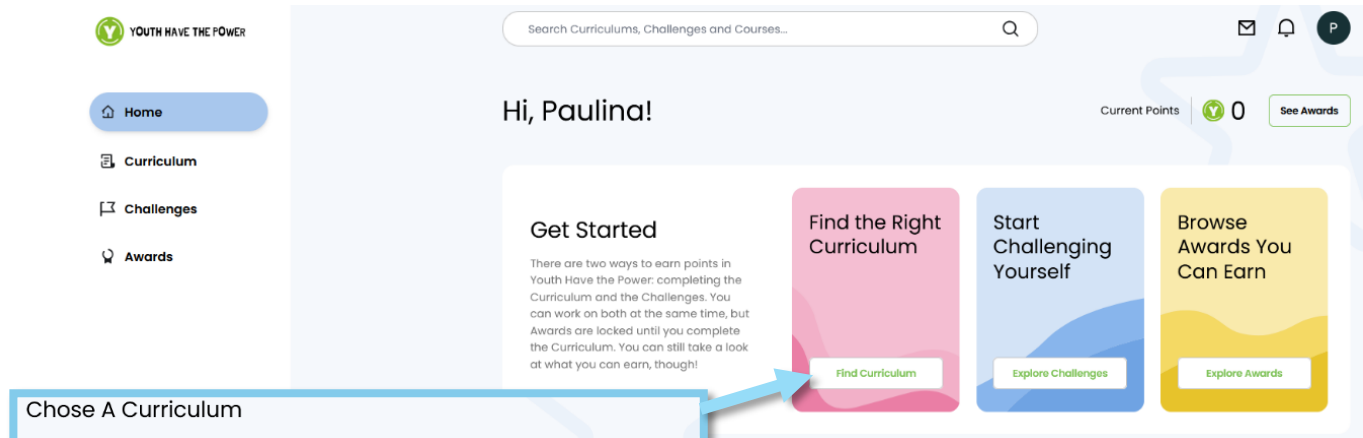 YOUTH HAVE THE POWER
Search Curriculums, Challenges and Courses...
P
Home
Curriculum
Challenges
Awards
Hi, Paulina!
Current Points
0
See Awards
Get Started
There are two ways to earn points in
Youth Have the Power: completing the
Curriculum and the Challenges. You
can work on both at the same time, but
Awards are locked until you complete
the Curriculum. You can still take a look
at what you can earn, though!
Find the Right
Curriculum
Find Curriculum
Start
Challenging
Yourself
Explore Challenges
Browse
Awards You
Can Earn
Explore Awards
Chose A Curriculum